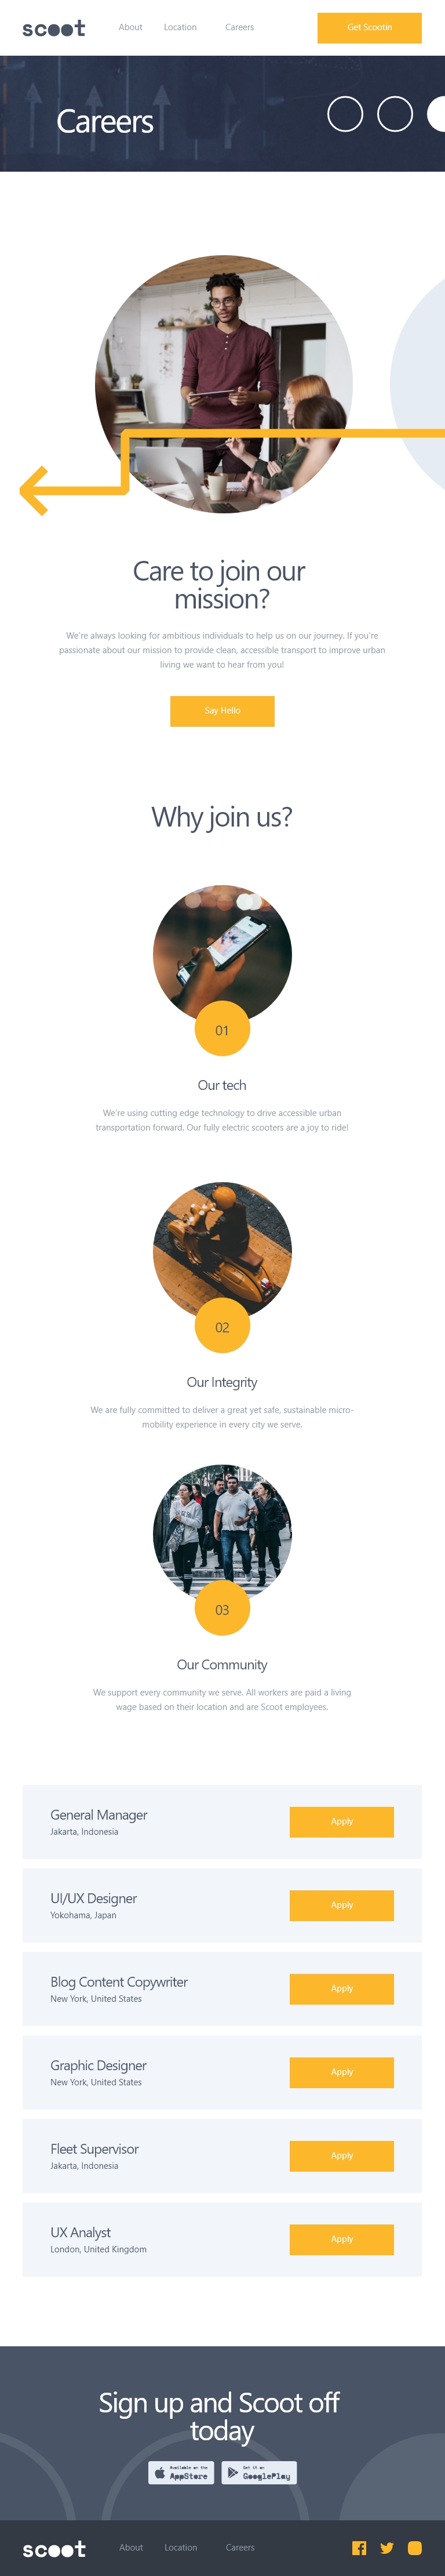 scoot
About Location Careers
Get Scootin
Careers
Care to join our
mission?
We're always looking for ambitious individuals to help us on our journey. If you're
passionate about our mission to provide clean, accessible transport to improve urban
living we want to hear from you!
Say Hello
Why join us?
01
Our tech
We're using cutting edge technology to drive accessible urban
transportation forward. Our fully electric scooters are a joy to ride!
02
Our Integrity
We are fully committed to deliver a great yet safe, sustainable micro-
mobility experience in every city we serve.
03
Our Community
We support every community we serve. All workers are paid a living
wage based on their location and are Scoot employees.
General Manager
Jakarta, Indonesia
Apply
UI/UX Designer
Yokohama, Japan
Apply
Blog Content Copywriter
New York, United States
Apply
Graphic Designer
New York, United States
Apply
Fleet Supervisor
Jakarta, Indonesia
Apply
UX Analyst
London, United Kingdom
Apply
Sign up and Scoot off
today
Available on the
AppStore
Get it on
GooglePlay
scoot
About Location Careers